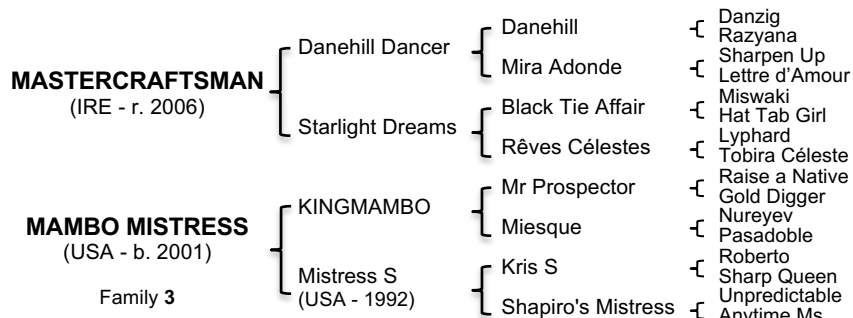 MASTERCRAFTSMAN
(IRE - r. 2006)
Danehill Dancer
Starlight Dreams
Danehill
Mira Adonde
Black Tie Affair
Rêves Célestes
Danzig
Razyana
Sharpen Up
Lettre d'Amour
Miswaki
Hat Tab Girl
Lyphard
Tobira Céleste
MAMBO MISTRESS
(USA - b. 2001)
Family 3
KINGMAMBO
Mistress S
(USA - 1992)
Mr Prospector
Miesque
Kris S
Shapiro's Mistress
Raise a Native
Gold Digger
Nureyev
Pasadoble
Roberto
Sharp Queen
Unpredictable
Anytime Ms